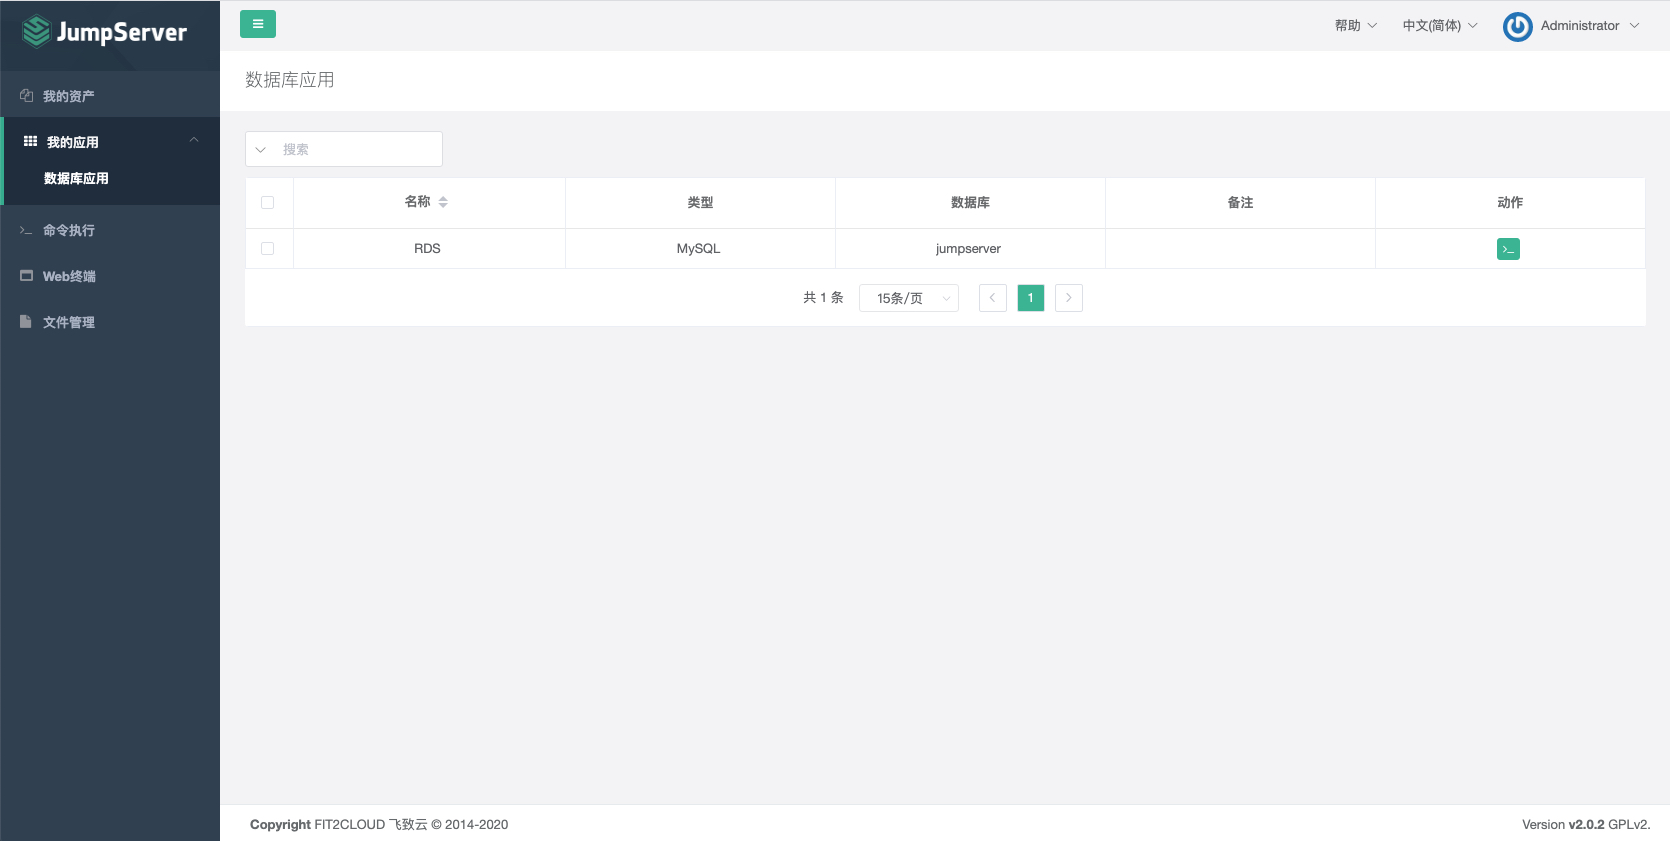 JumpServer
帮助
中文(简体)
Administrator
我的资产
我的应用
数据库应用
命令执行
Web终端
文件管理
数据库应用
搜索
名称 类型 数据库 备注 动作
RDS MySQL jumpserver
共 1 条 15条/页 1
Copyright FIT2CLOUD 飞致云 © 2014-2020
Version v2.0.2 GPLv2.